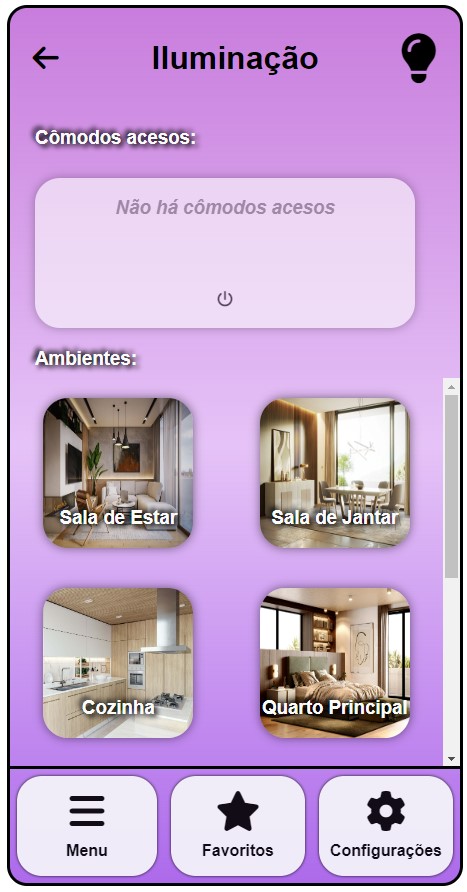 Iluminação
Cômodos acesos:
Não há cômodos acesos
Ambientes:
Sala de Estar
Sala de Jantar
Cozinha
Quarto Principal
Menu
Favoritos
Configurações